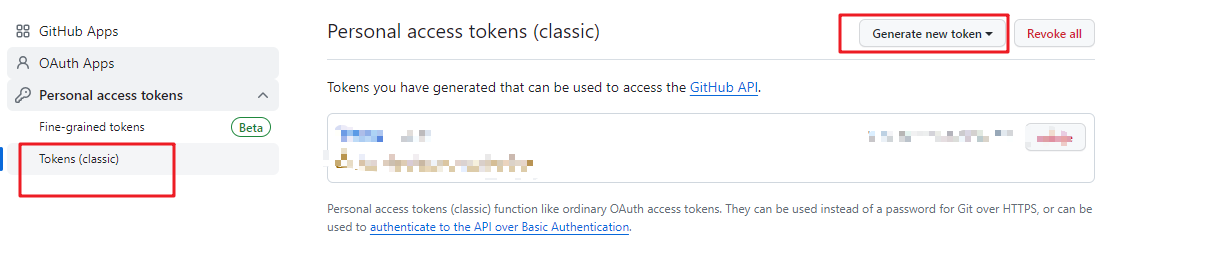 GitHub Apps
OAuth Apps
Personal access tokens
Fine-grained tokens Beta
Tokens (classic)
Personal access tokens (classic)
Generate new token
Revoke all
Tokens you have generated that can be used to access the GitHub API.
Personal access tokens (classic) function like ordinary OAuth access tokens. They can be used instead of a password for Git over HTTPS, or can be
used to authenticate to the API over Basic Authentication.